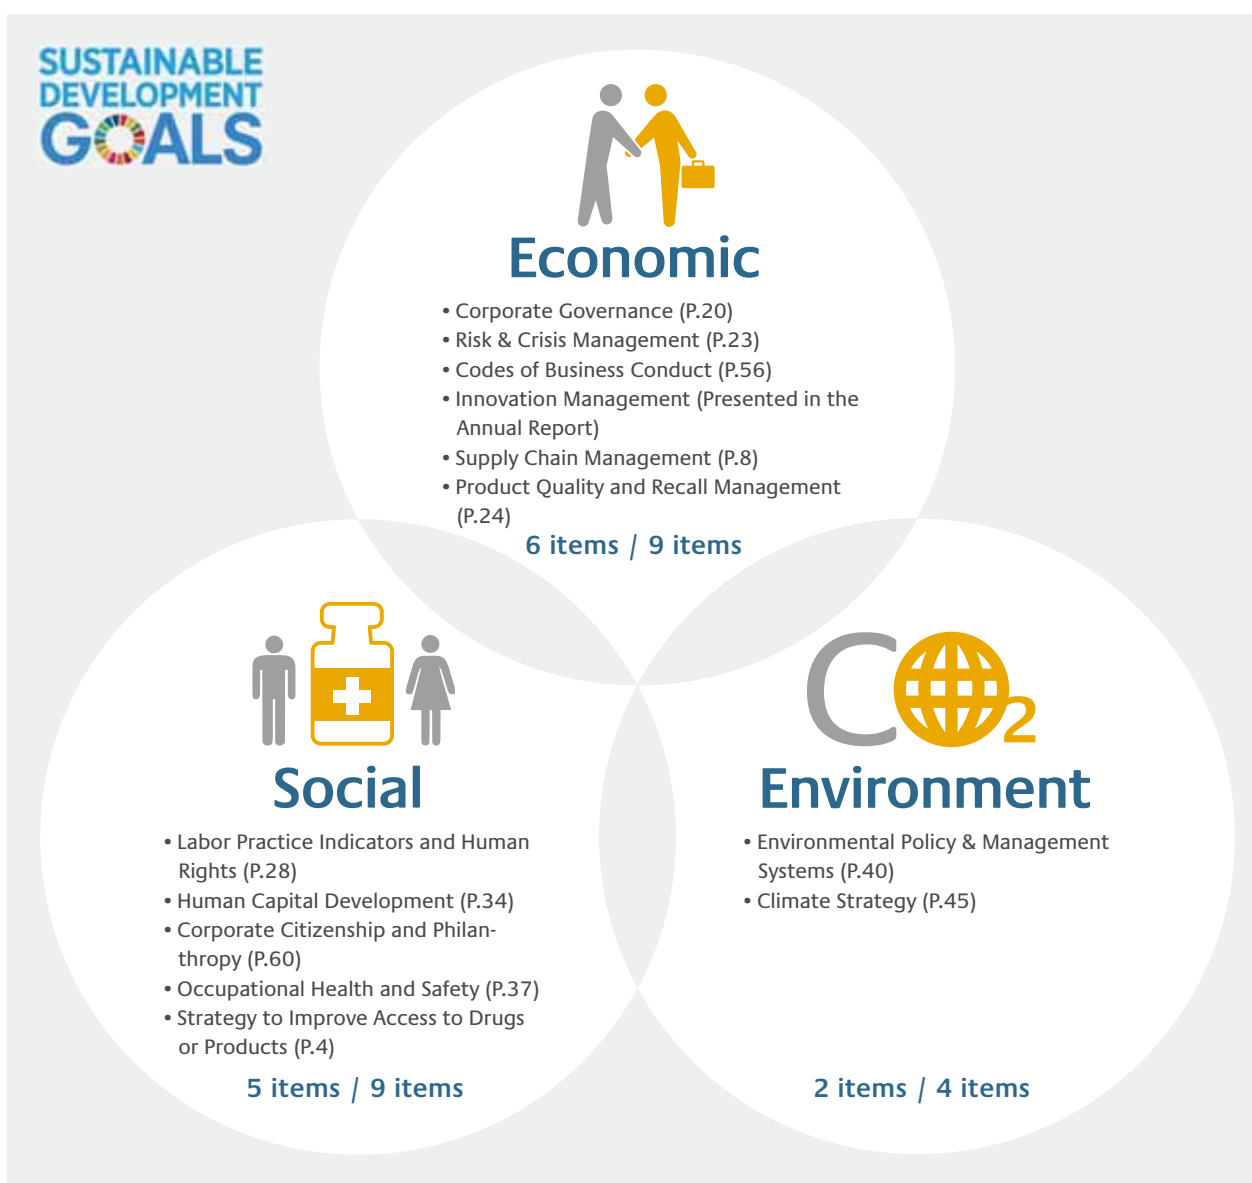 SUSTAINABLE
DEVELOPMENT
GOALS
Economic
• Corporate Governance (P.20)
• Risk & Crisis Management (P.23)
• Codes of Business Conduct (P.56)
• Innovation Management (Presented in the
Annual Report)
• Supply Chain Management (P.8)
• Product Quality and Recall Management
(P.24)
6 items / 9 items
Social
• Labor Practice Indicators and Human
Rights (P.28)
• Human Capital Development (P.34)
• Corporate Citizenship and Philan-
thropy (P.60)
• Occupational Health and Safety (P.37)
• Strategy to Improve Access to Drugs
or Products (P.4)
5 items / 9 items
CO2
Environment
• Environmental Policy & Management
Systems (P.40)
• Climate Strategy (P.45)
2 items / 4 items